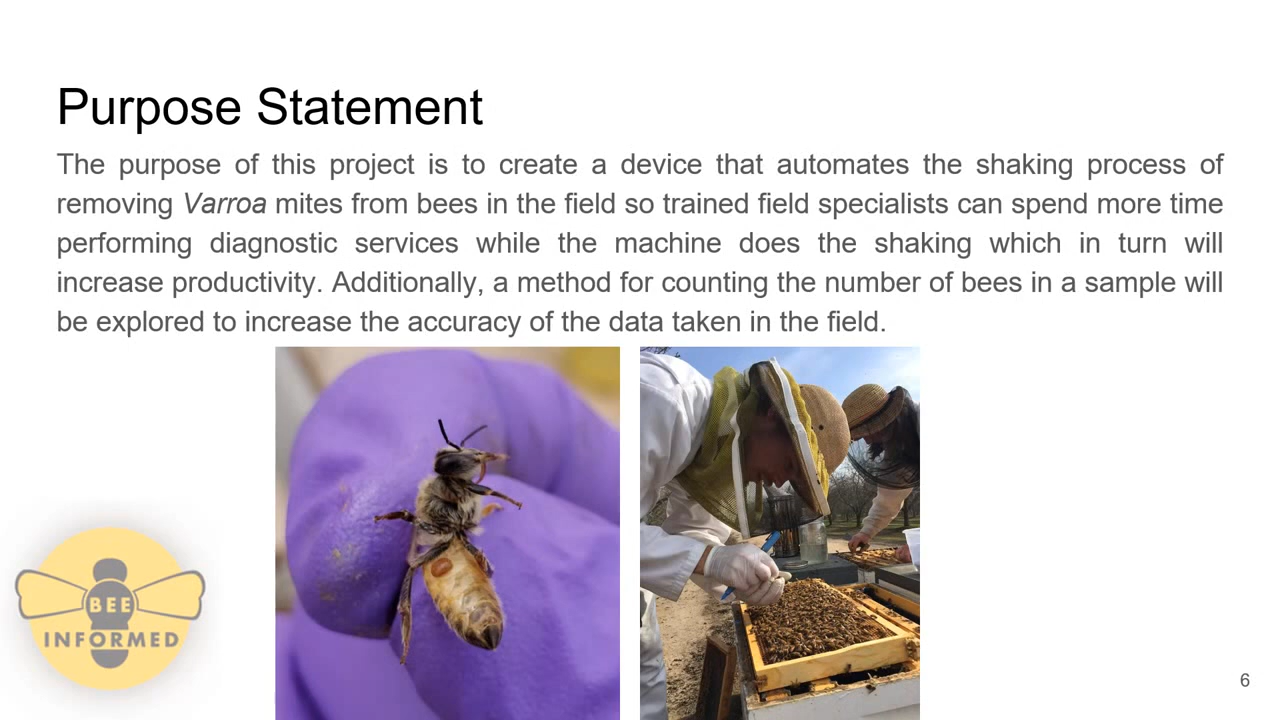 Purpose Statement
The purpose of this project is to create a device that automates the shaking process of
removing Varroa mites from bees in the field so trained field specialists can spend more time
performing diagnostic services while the machine does the shaking which in turn will
increase productivity. Additionally, a method for counting the number of bees in a sample will
be explored to increase the accuracy of the data taken in the field.
BEE
INFORMED
6